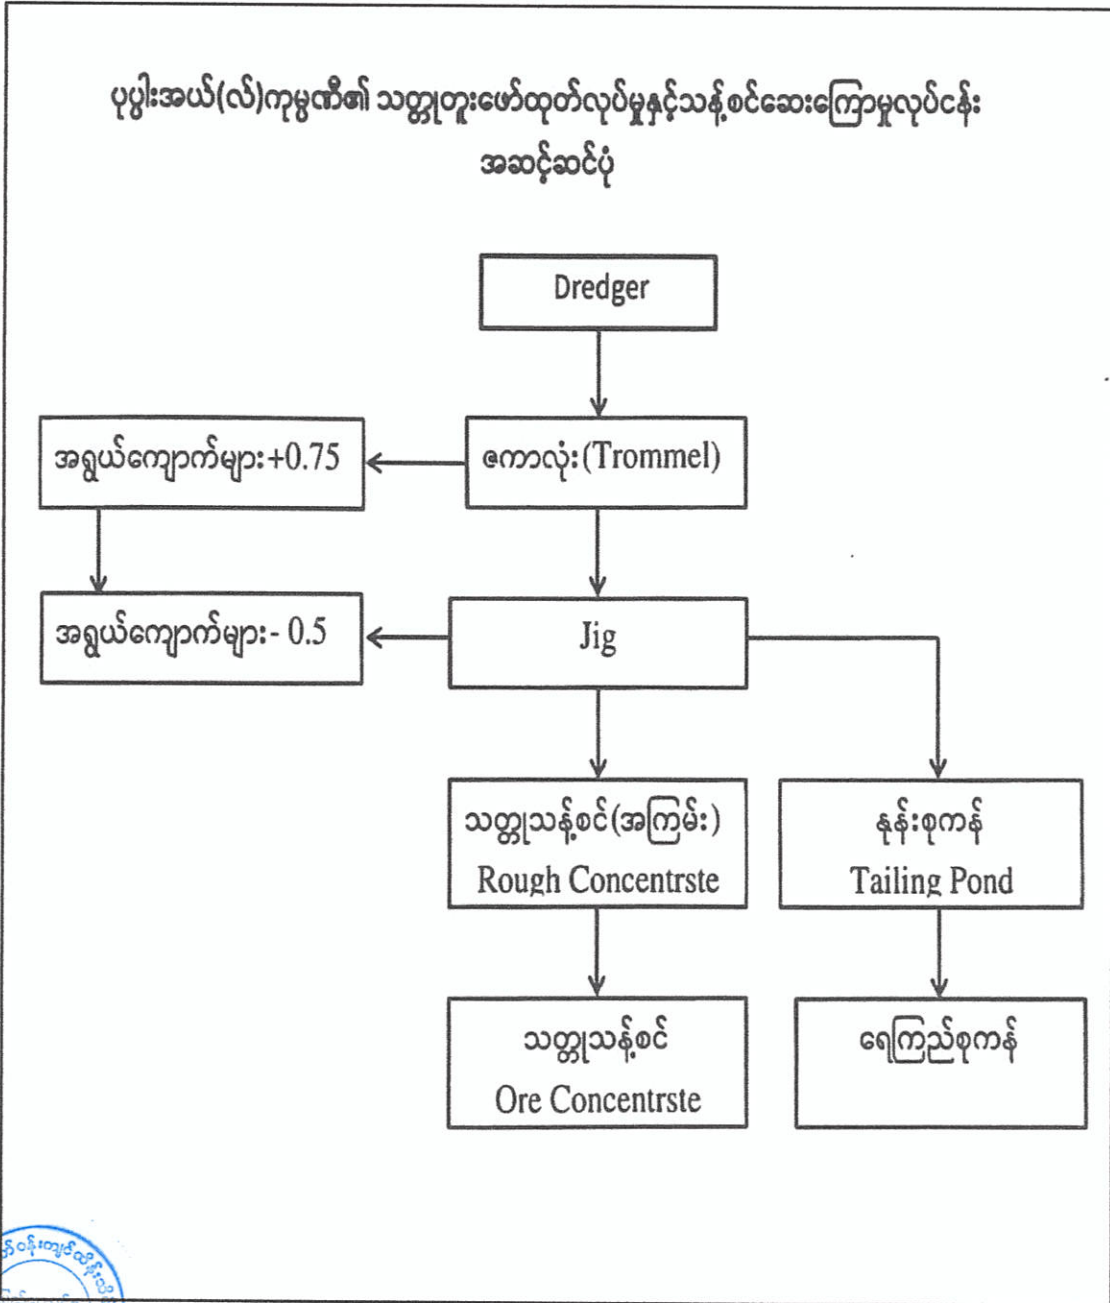 ပုပ္ပါးအယ်(လ်)ကုမ္ပဏီ၏ သတ္တုတူးဖော်ထုတ်လုပ်မှုနှင့်သန့်စင်ဆေးကြောမှုလုပ်ငန်း
အဆင့်ဆင့်ပုံ
Dredger
အရွယ်ကျောက်များ+0.75
ဇကာလုံး(Trommel)
အရွယ်ကျောက်များ- 0.5
Jig
သတ္တုသန့်စင်(အကြမ်း)
Rough Concentrste
နုန်းစုကန်
Tailing Pond
သတ္တုသန့်စင်
Ore Concentrste
ရေကြည်စုကန်